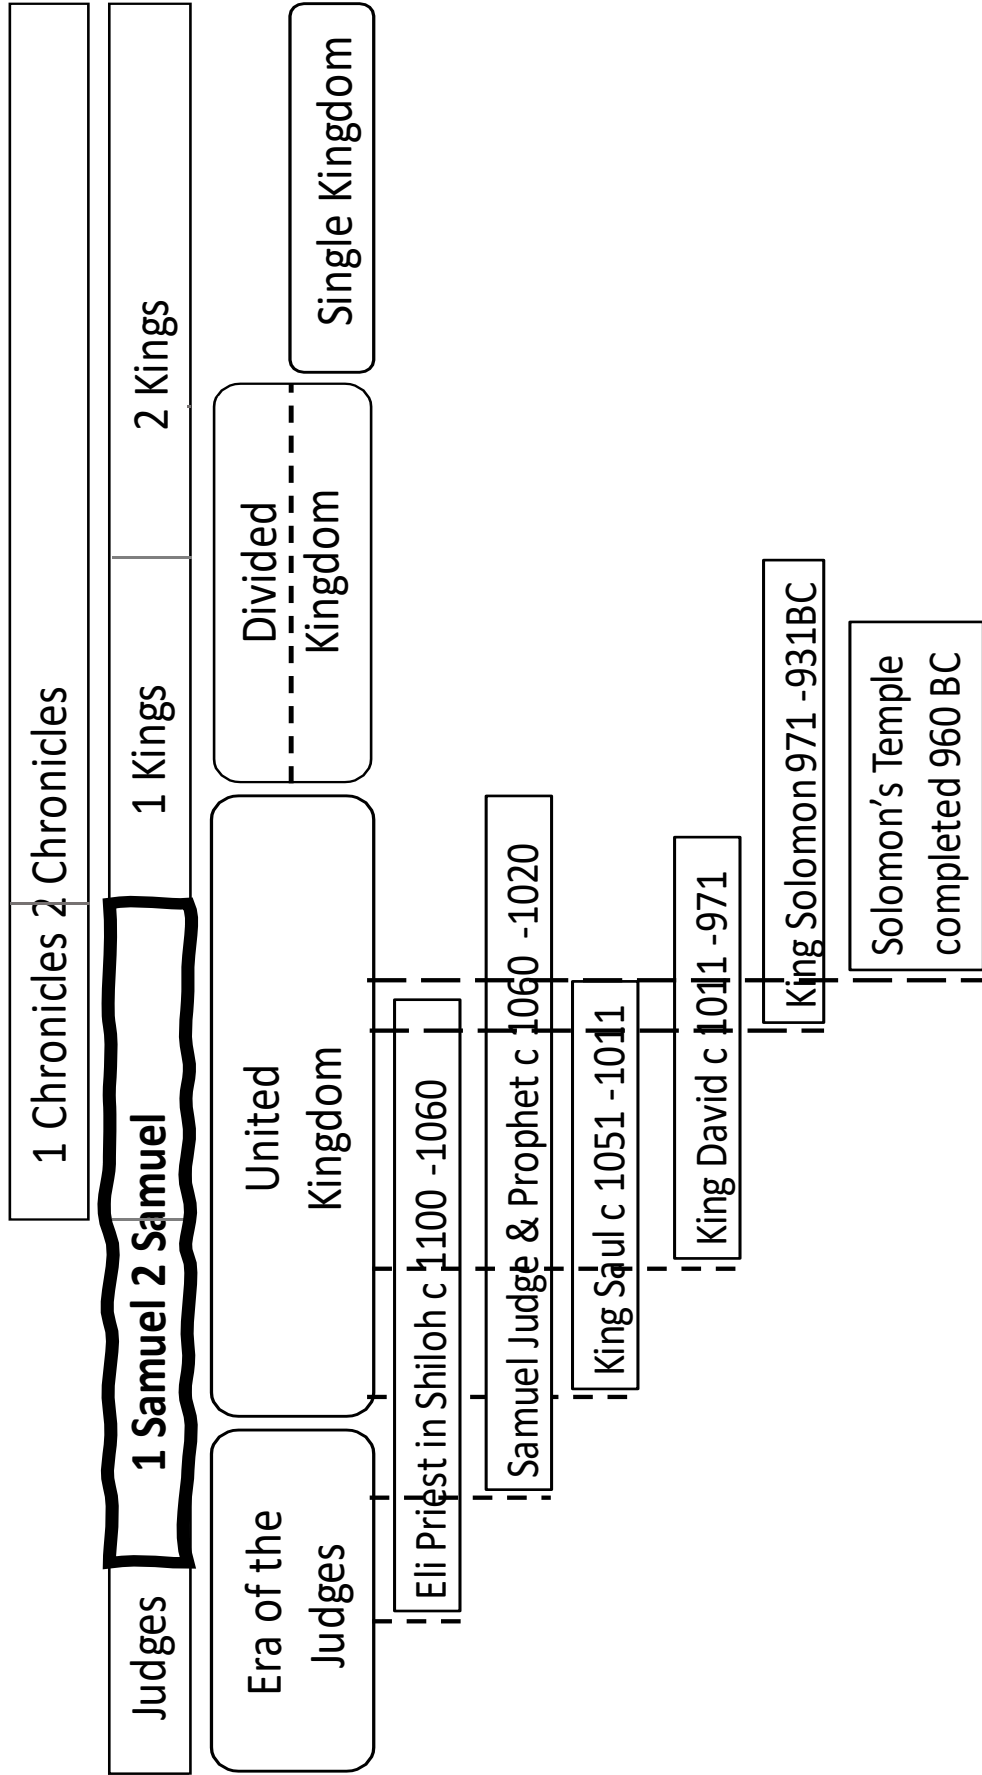 1 Chronicles 2 Chronicles
Judges
1 Samuel 2 Samuel
1 Kings
2 Kings
Era of the
Judges
United
Kingdom
Divided
Kingdom
Single Kingdom
Eli Priest in Shiloh c 1100 -1060
Samuel Judge & Prophet c 1060 -1020
King Saul c 1051 -1011
King David c 1011 -971
King Solomon 971 -931BC
Solomon’s Temple
completed 960 BC